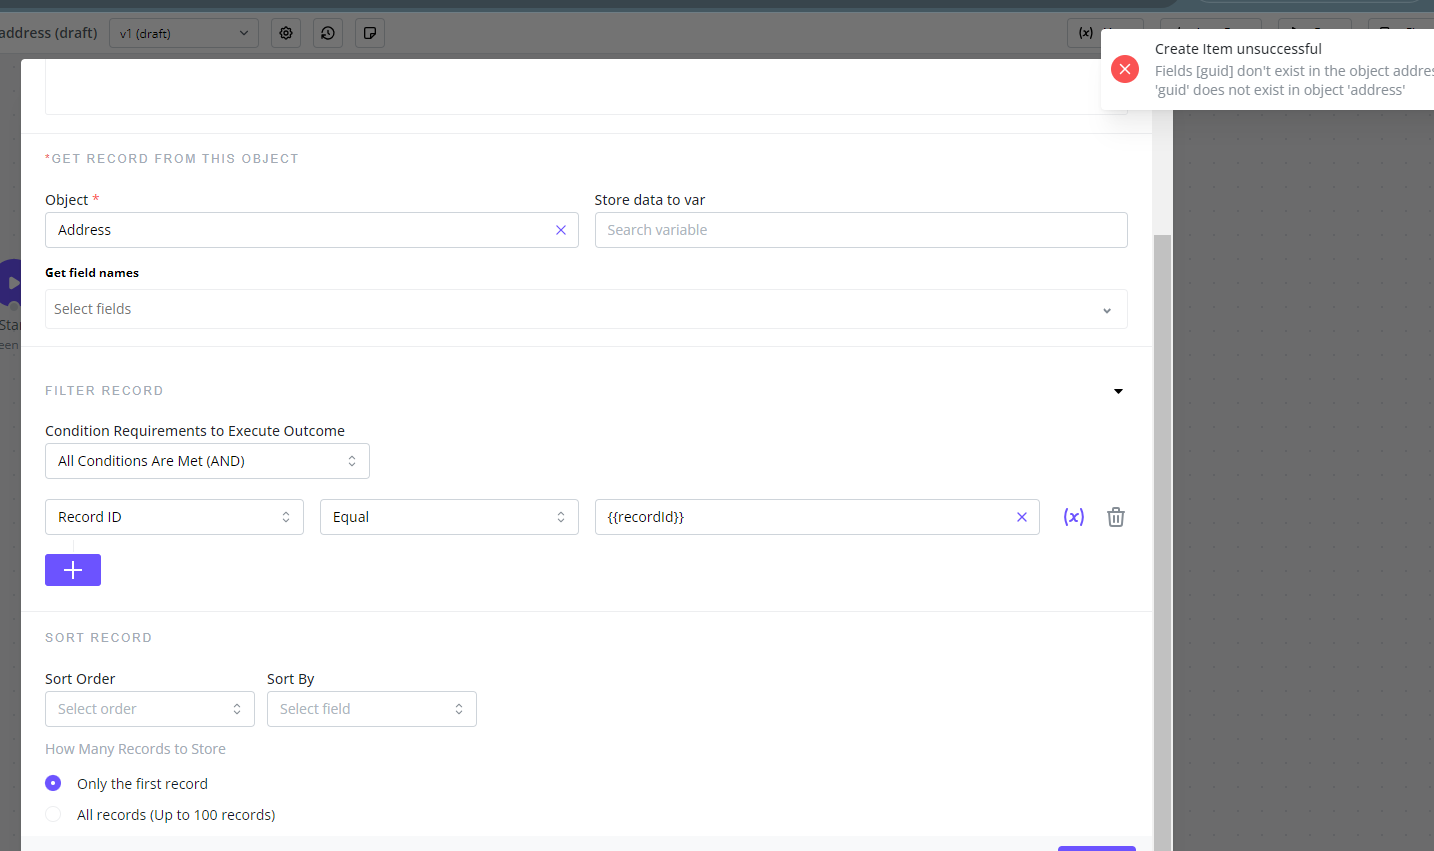 address (draft)
v1 (draft)
(x)
Create Item unsuccessful
Fields [guid] don't exist in the object
'guid' does not exist in object 'address'
*GET RECORD FROM THIS OBJECT
Object *
Store data to var
Address
Search variable
Get field names
Select fields
FILTER RECORD
Condition Requirements to Execute Outcome
All Conditions Are Met (AND)
Record ID
Equal
{{recordId}}
(x)
SORT RECORD
Sort Order
Sort By
Select order
Select field
How Many Records to Store
Only the first record
All records (Up to 100 records)